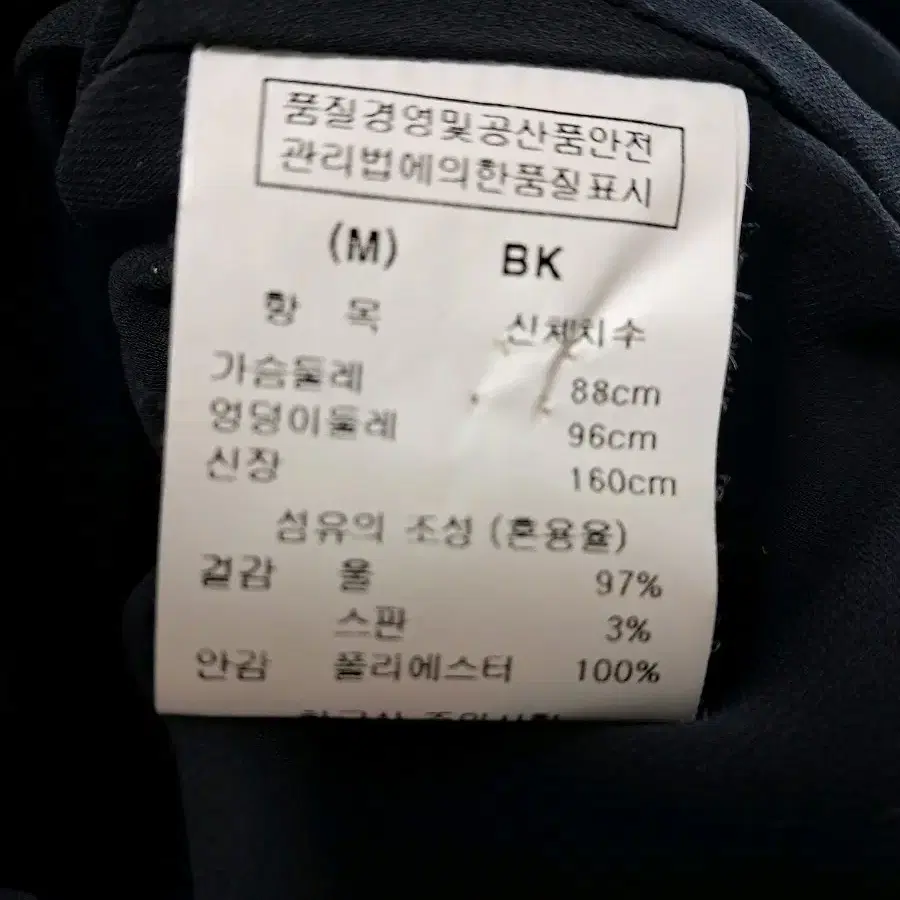 품질경영및공산품안전
관리법에의한품질표시
(M) BK
항 목 신체치수
가슴둘레 88cm
엉덩이둘레 96cm
신장 160cm
섬유의 조성 (혼용율)
겉감 울 97%
스판 3%
안감 폴리에스터 100%